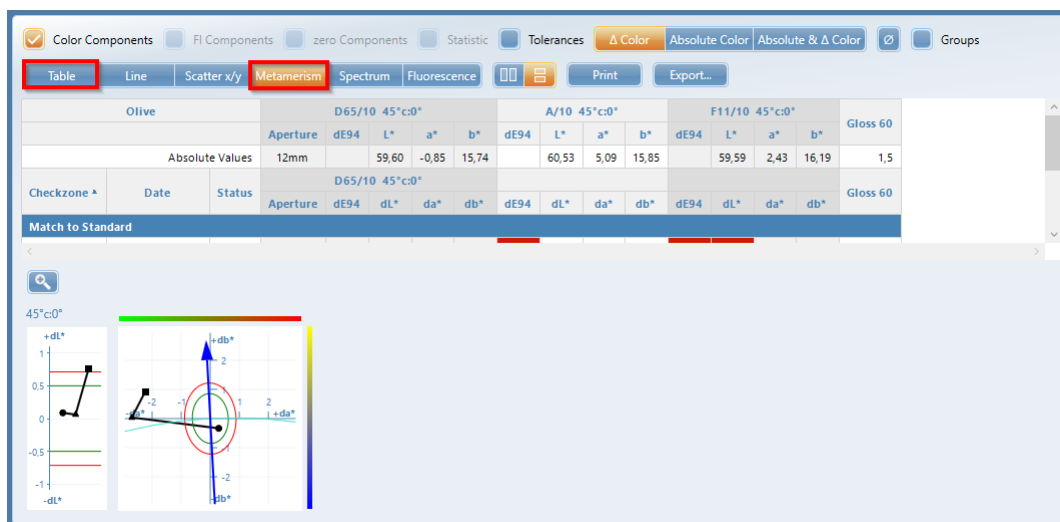 Color Components FI Components zero Components Statistic Tolerances Δ Color Absolute Color Absolute & Δ Color Ø Groups
Table Line Scatter x/y Metamerism Spectrum Fluorescence Print Export...
Olive D65/10 45°c:0° A/10 45°c:0° F11/10 45°c:0° Gloss 60
Aperture dE94 L* a* b* dE94 L* a* b* dE94 L* a* b*
Absolute Values 12mm 59,60 -0,85 15,74 60,53 5,09 15,85 59,59 2,43 16,19 1,5
Checkzone Date Status D65/10 45°c:0° Gloss 60
Aperture dE94 dL* da* db* dE94 dL* da* db* dE94 dL* da* db*
Match to Standard
45°c:0°
+dL*
1
0,5
0
-0,5
-1
-dL*
+db*
2
1
-da* -2 -1 1 2 +da*
-1
-2
-db*